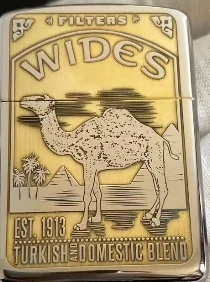 FILTERS
WIDES
EST. 1913
TURKISH AND DOMESTIC BLEND